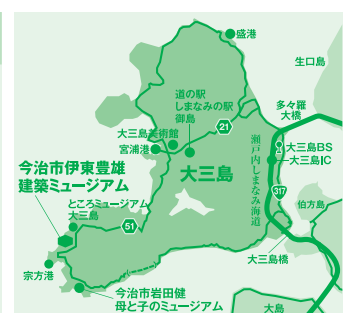 盛港
生口島
道の駅
しまなみの駅
御島
多々羅
大橋
21
大三島美術館
宮浦港
大三島BS
大三島IC
大三島
瀬戸内しまなみ海道
317
今治市伊東豊雄
建築ミュージアム
ところミュージアム
大三島
51
伯方島
大三島橋
宗方港
今治市岩田健
母と子のミュージアム
大島